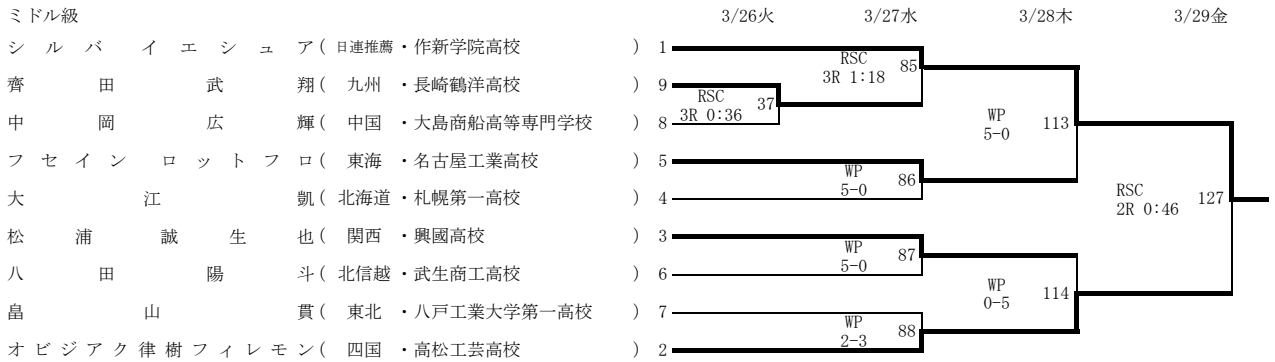 ミドル級 3/26火 3/27水 3/28木 3/29金
シルバ イエシュア( 日連推薦・作新学院高校 ) 1
RSC 3R 1:18 85
齊田武翔( 九州 ・長崎鶴洋高校 ) 9
RSC 3R 0:36 37
中岡広輝( 中国 ・大島商船高等専門学校 ) 8
WP 5-0 113
フセイン ロットフロ( 東海 ・名古屋工業高校 ) 5
WP 5-0 86
大江凱( 北海道 ・札幌第一高校 ) 4
RSC 2R 0:46 127
松浦誠生也( 関西 ・興國高校 ) 3
WP 5-0 87
八田陽斗( 北信越 ・武生商工高校 ) 6
WP 0-5 114
畠山貫( 東北 ・八戸工業大学第一高校 ) 7
WP 2-3 88
オビジアク律樹フィレモン( 四国 ・高松工芸高校 ) 2